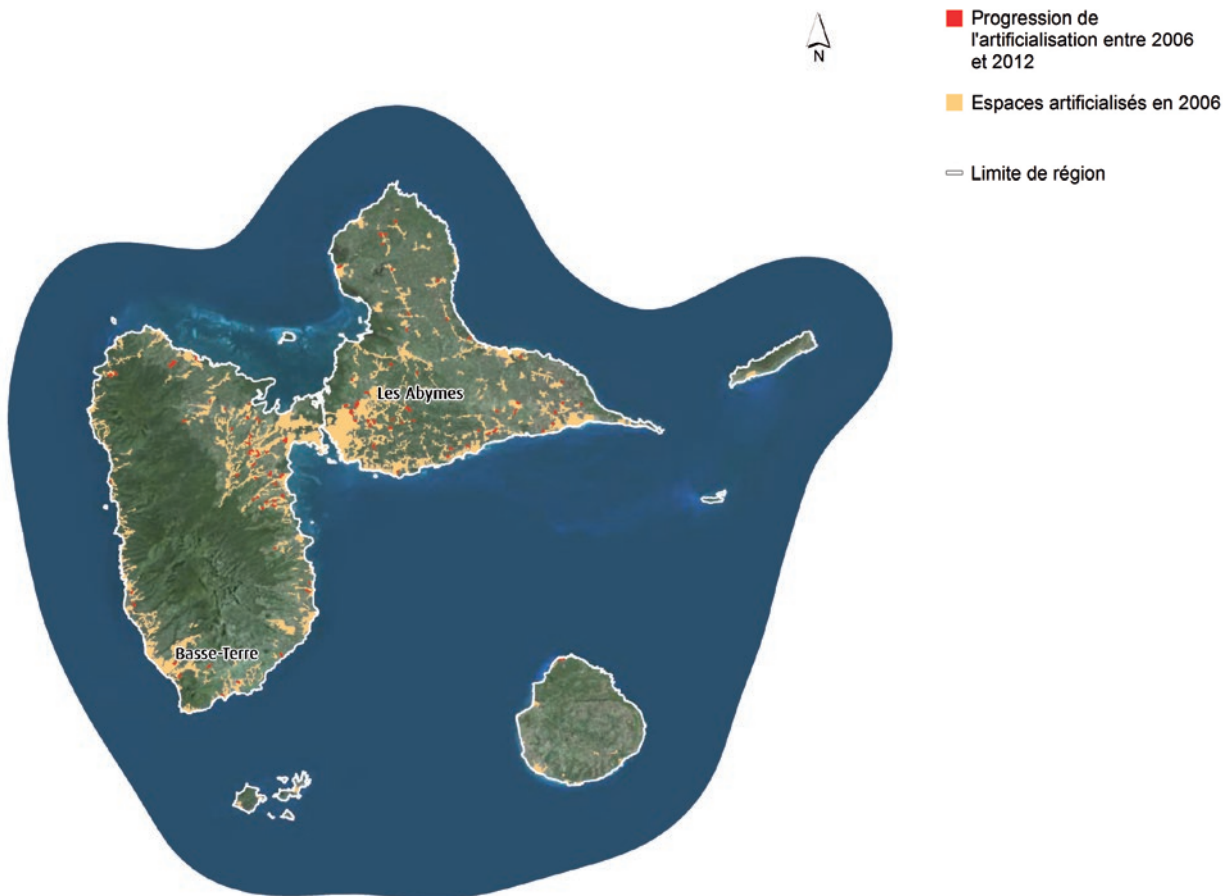 N
Progression de
l'artificialisation entre 2006
et 2012
Espaces artificialisés en 2006
Limite de région
Les Abymes
Basse-Terre